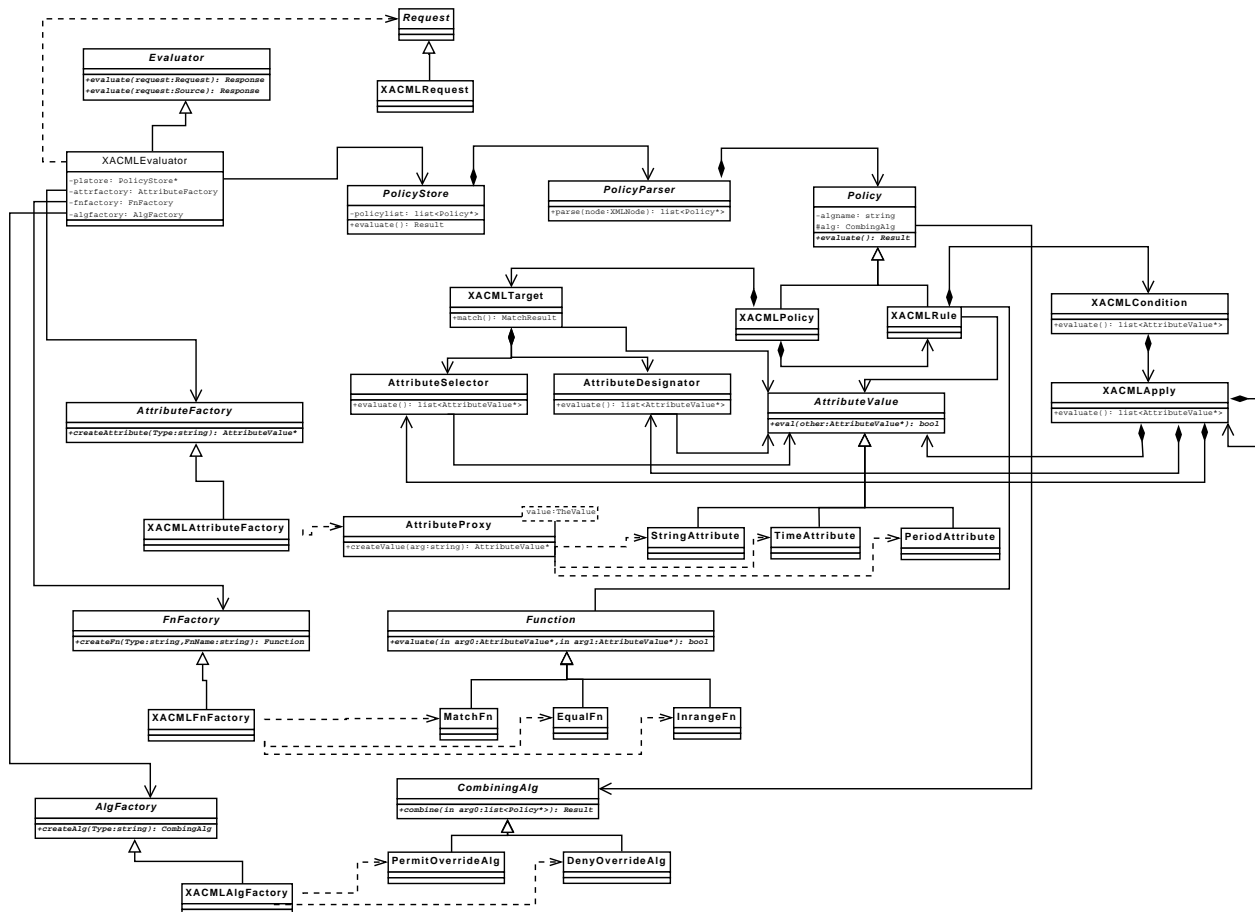 Request
Evaluator
+evaluate(request:Request): Response
+evaluate(request:Source): Response
XACMLRequest
XACMLEvaluator
-plstore: PolicyStore*
-attrfactory: AttributeFactory
-fnfactory: FnFactory
-algfactory: AlgFactory
PolicyStore
-policylist: list<Policy*>
+evaluate(): Result
PolicyParser
+parse(node:XMLNode): list<Policy*>
Policy
-algname: string
#alg: CombingAlg
+evaluate(): Result
XACMLTarget
+match(): MatchResult
XACMLPolicy
XACMLRule
XACMLCondition
+evaluate(): list<AttributeValue*>
AttributeSelector
+evaluate(): list<AttributeValue*>
AttributeDesignator
+evaluate(): list<AttributeValue*>
AttributeValue
+eval(other:AttributeValue*): bool
XACMLApply
+evaluate(): list<AttributeValue*>
AttributeFactory
+createAttribute(Type:string): AttributeValue*
XACMLAttributeFactory
AttributeProxy
value:TheValue
+createValue(arg:string): AttributeValue*
StringAttribute
TimeAttribute
PeriodAttribute
FnFactory
+createFn(Type:string,FnName:string): Function
Function
+evaluate(in arg0:AttributeValue*,in arg1:AttributeValue*): bool
XACMLFnFactory
MatchFn
EqualFn
InrangeFn
AlgFactory
+createAlg(Type:string): CombingAlg
CombiningAlg
+combine(in arg0:list<Policy*>): Result
XACMLAlgFactory
PermitOverrideAlg
DenyOverrideAlg